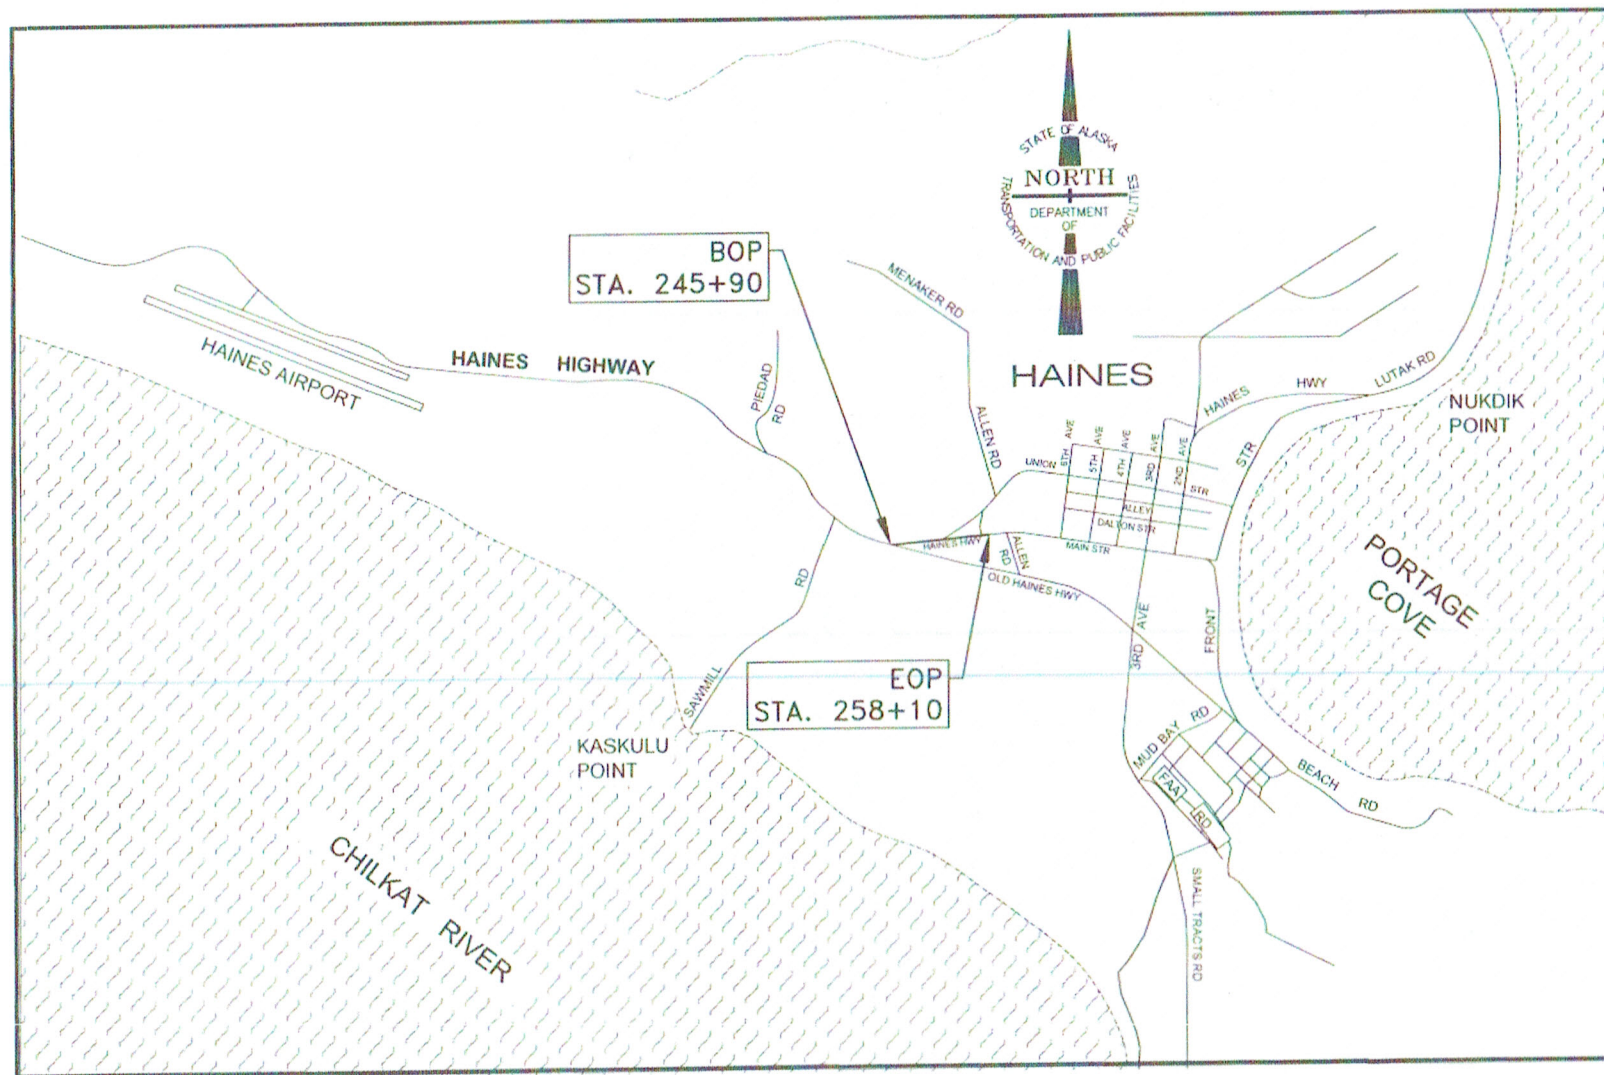 STATE OF ALASKA
NORTH
DEPARTMENT
OF
TRANSPORTATION AND PUBLIC FACILITIES
BOP
STA. 245+90
MENAKER RD
HAINES AIRPORT
HAINES HIGHWAY
PIEDAD
RD
HAINES
HAINES
HWY
LUTAK RD
NUKDIK
POINT
ALLEN RD
UNION
STR
6TH AVE
5TH AVE
4TH AVE
3RD AVE
2ND AVE
STR
ALLEY
DALTON STR
MAIN STR
HAINES HWY
ALLEN
RD
OLD HAINES HWY
PORTAGE
COVE
SAWMILL
RD
3RD AVE
FRONT
EOP
STA. 258+10
KASKULU
POINT
MUD BAY RD
FAA
RD
BEACH
RD
CHILKAT RIVER
SMALL TRACTS RD